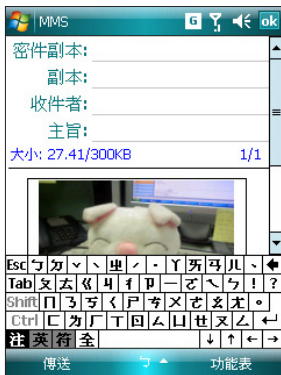 MMS G ok
密件副本:
副本:
收件者:
主旨:
大小: 27.41/300KB 1/1
Esc ㄅ ㄉ ˇ ˋ ㄓ ˊ ˙ ㄚ ㄞ ㄢ ㄦ
Tab ㄆ ㄊ ㄍ ㄐ ㄔ ㄗ ㄧ ㄛ ㄟ ㄣ ! ?
Shift ㄇ ㄋ ㄎ ㄑ ㄕ ㄘ ㄨ ㄜ ㄠ ㄤ 。
Ctrl ㄈ ㄌ ㄏ ㄒ ㄖ ㄙ ㄩ ㄝ ㄡ ㄥ
注 英 符 全 ↓ ↑ ← →
傳送 ㄅ 功能表